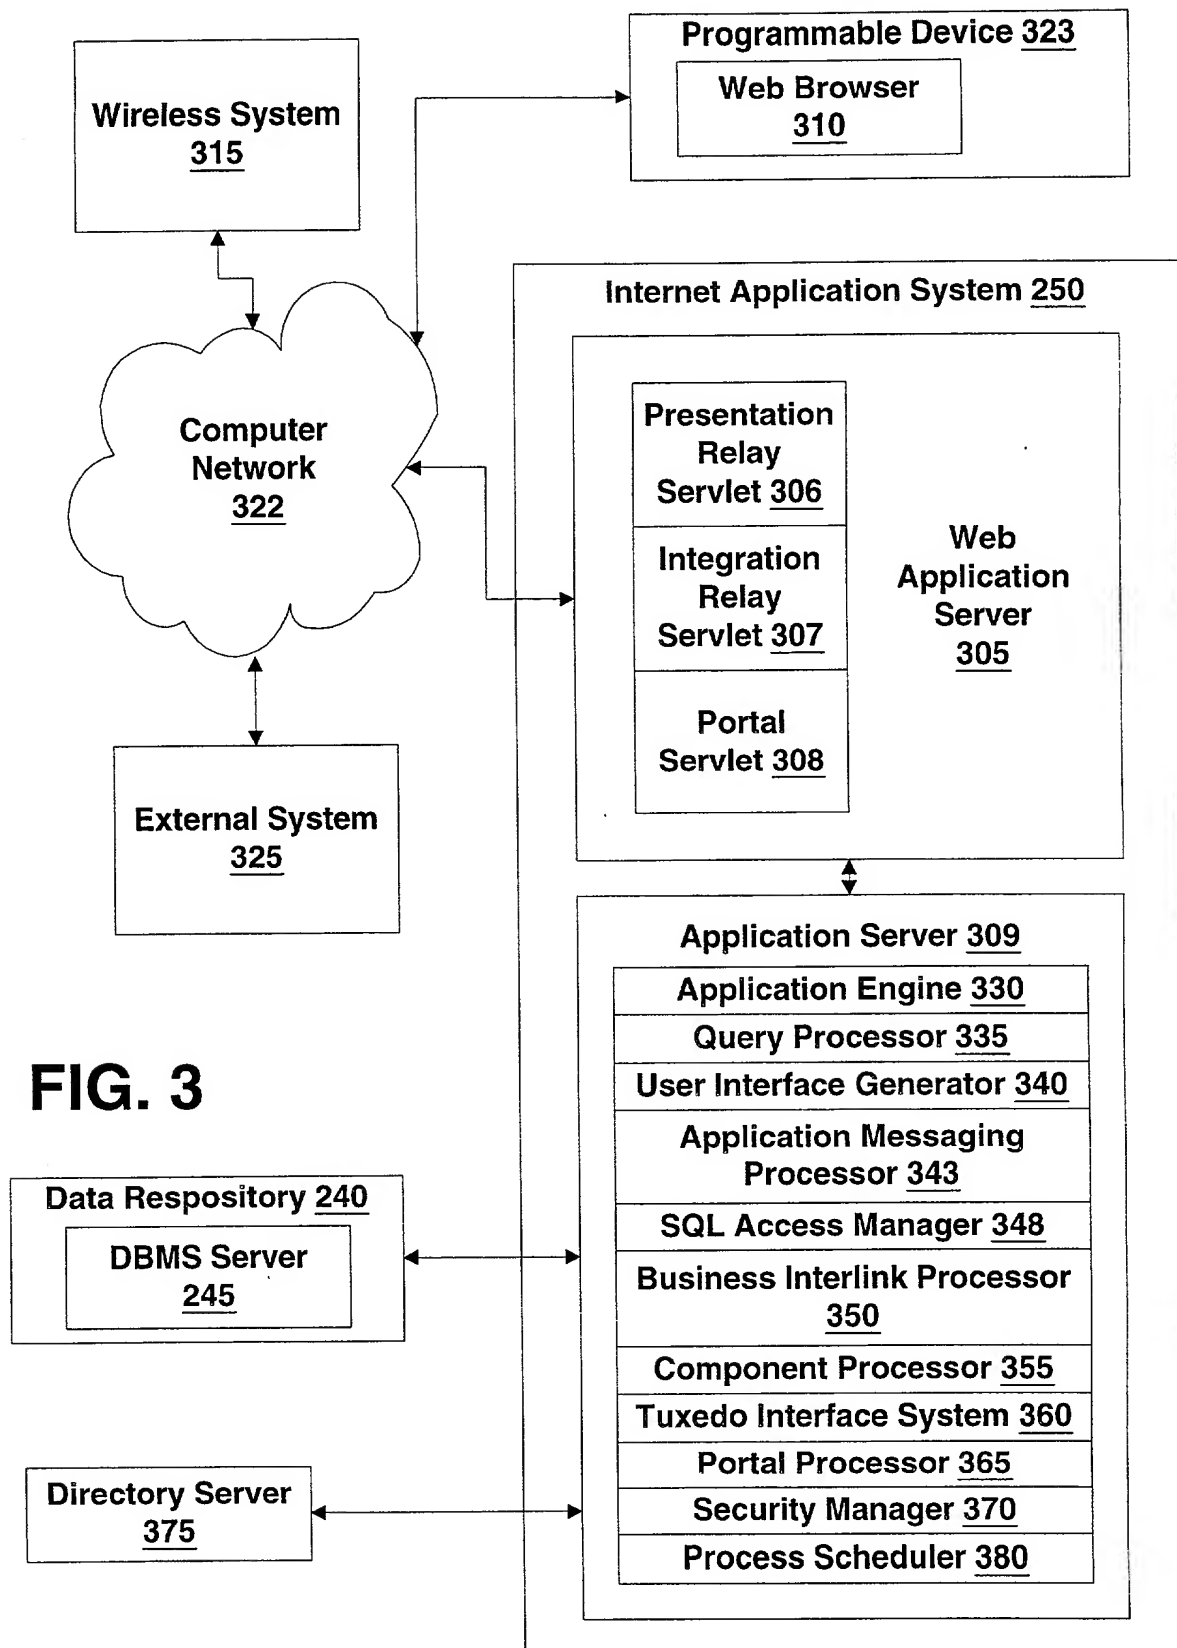 Programmable Device 323
Web Browser
310
Wireless System
315
Internet Application System 250
Presentation
Relay
Servlet 306
Integration
Relay
Servlet 307
Portal
Servlet 308
Web
Application
Server
305
Computer
Network
322
External System
325
Application Server 309
Application Engine 330
Query Processor 335
User Interface Generator 340
Application Messaging
Processor 343
SQL Access Manager 348
Business Interlink Processor
350
Component Processor 355
Tuxedo Interface System 360
Portal Processor 365
Security Manager 370
Process Scheduler 380
FIG. 3
Data Respository 240
DBMS Server
245
Directory Server
375